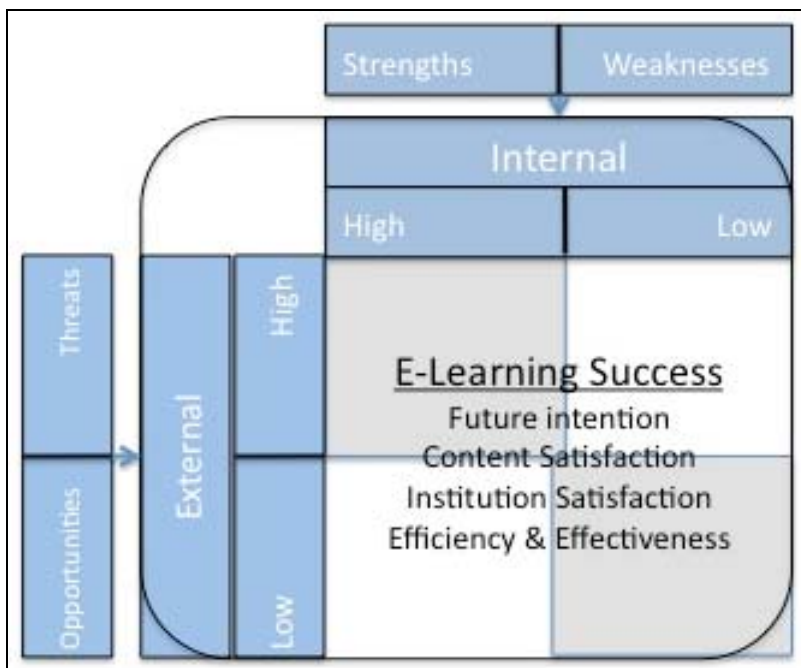 Strengths Weaknesses
Internal
High Low
Threats
High
External
Opportunities
Low
E-Learning Success
Future intention
Content Satisfaction
Institution Satisfaction
Efficiency & Effectiveness